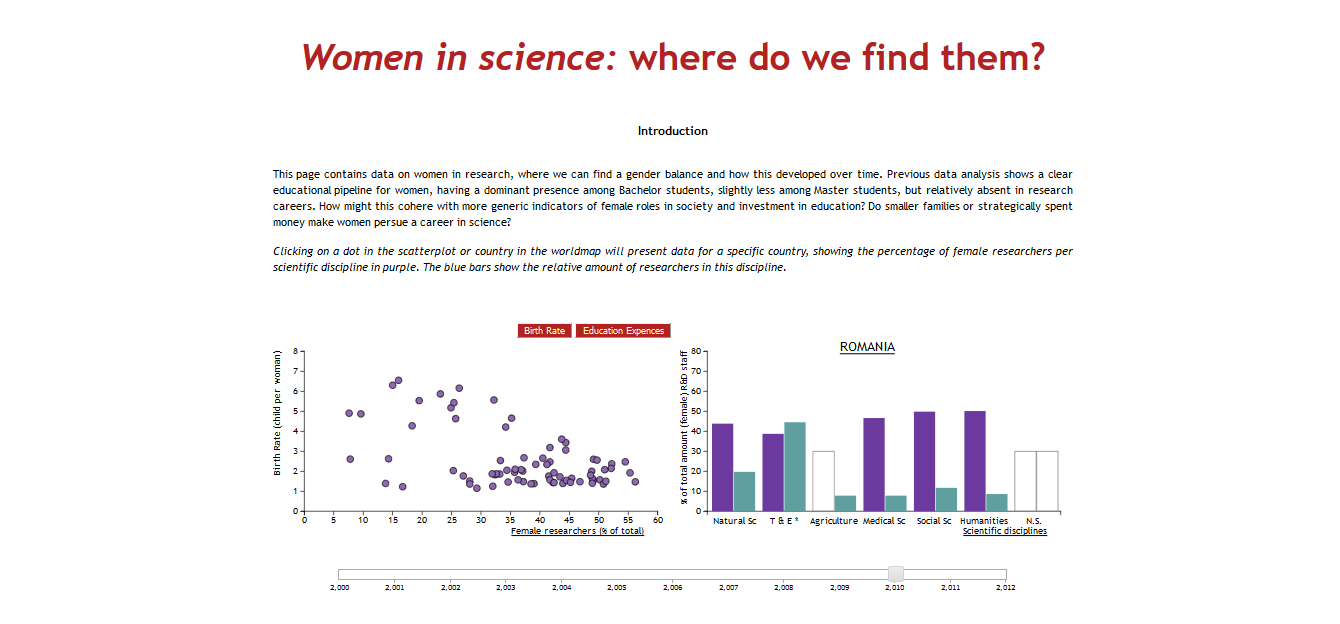 Women in science: where do we find them?
Introduction
This page contains data on women in research, where we can find a gender balance and how this developed over time. Previous data analysis shows a clear
educational pipeline for women, having a dominant presence among Bachelor students, slightly less among Master students, but relatively absent in research
careers. How might this cohere with more generic indicators of female roles in society and investment in education? Do smaller families or strategically spent
money make women persue a career in science?
Clicking on a dot in the scatterplot or country in the worldmap will present data for a specific country, showing the percentage of female researchers per
scientific discipline in purple. The blue bars show the relative amount of researchers in this discipline.
Birth Rate Education Expences
Birth Rate (child per woman)
8
7
6
5
4
3
2
1
0
0 5 10 15 20 25 30 35 40 45 50 55 60
Female researchers (% of total)
ROMANIA
% of total amount (female) R&D staff
80
70
60
50
40
30
20
10
0
Natural Sc T & E * Agriculture Medical Sc Social Sc Humanities N.S.
Scientific disciplines
2,000 2,001 2,002 2,003 2,004 2,005 2,006 2,007 2,008 2,009 2,010 2,011 2,012